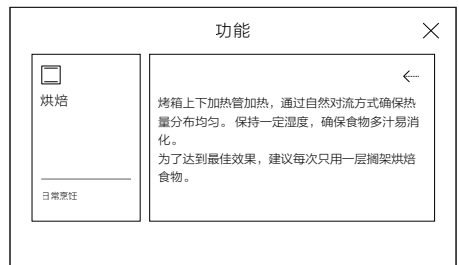 功能
烘焙
日常烹饪
烤箱上下加热管加热，通过自然对流方式确保热
量分布均匀。 保持一定湿度，确保食物多汁易消
化。
为了达到最佳效果，建议每次只用一层搁架烘焙
食物。